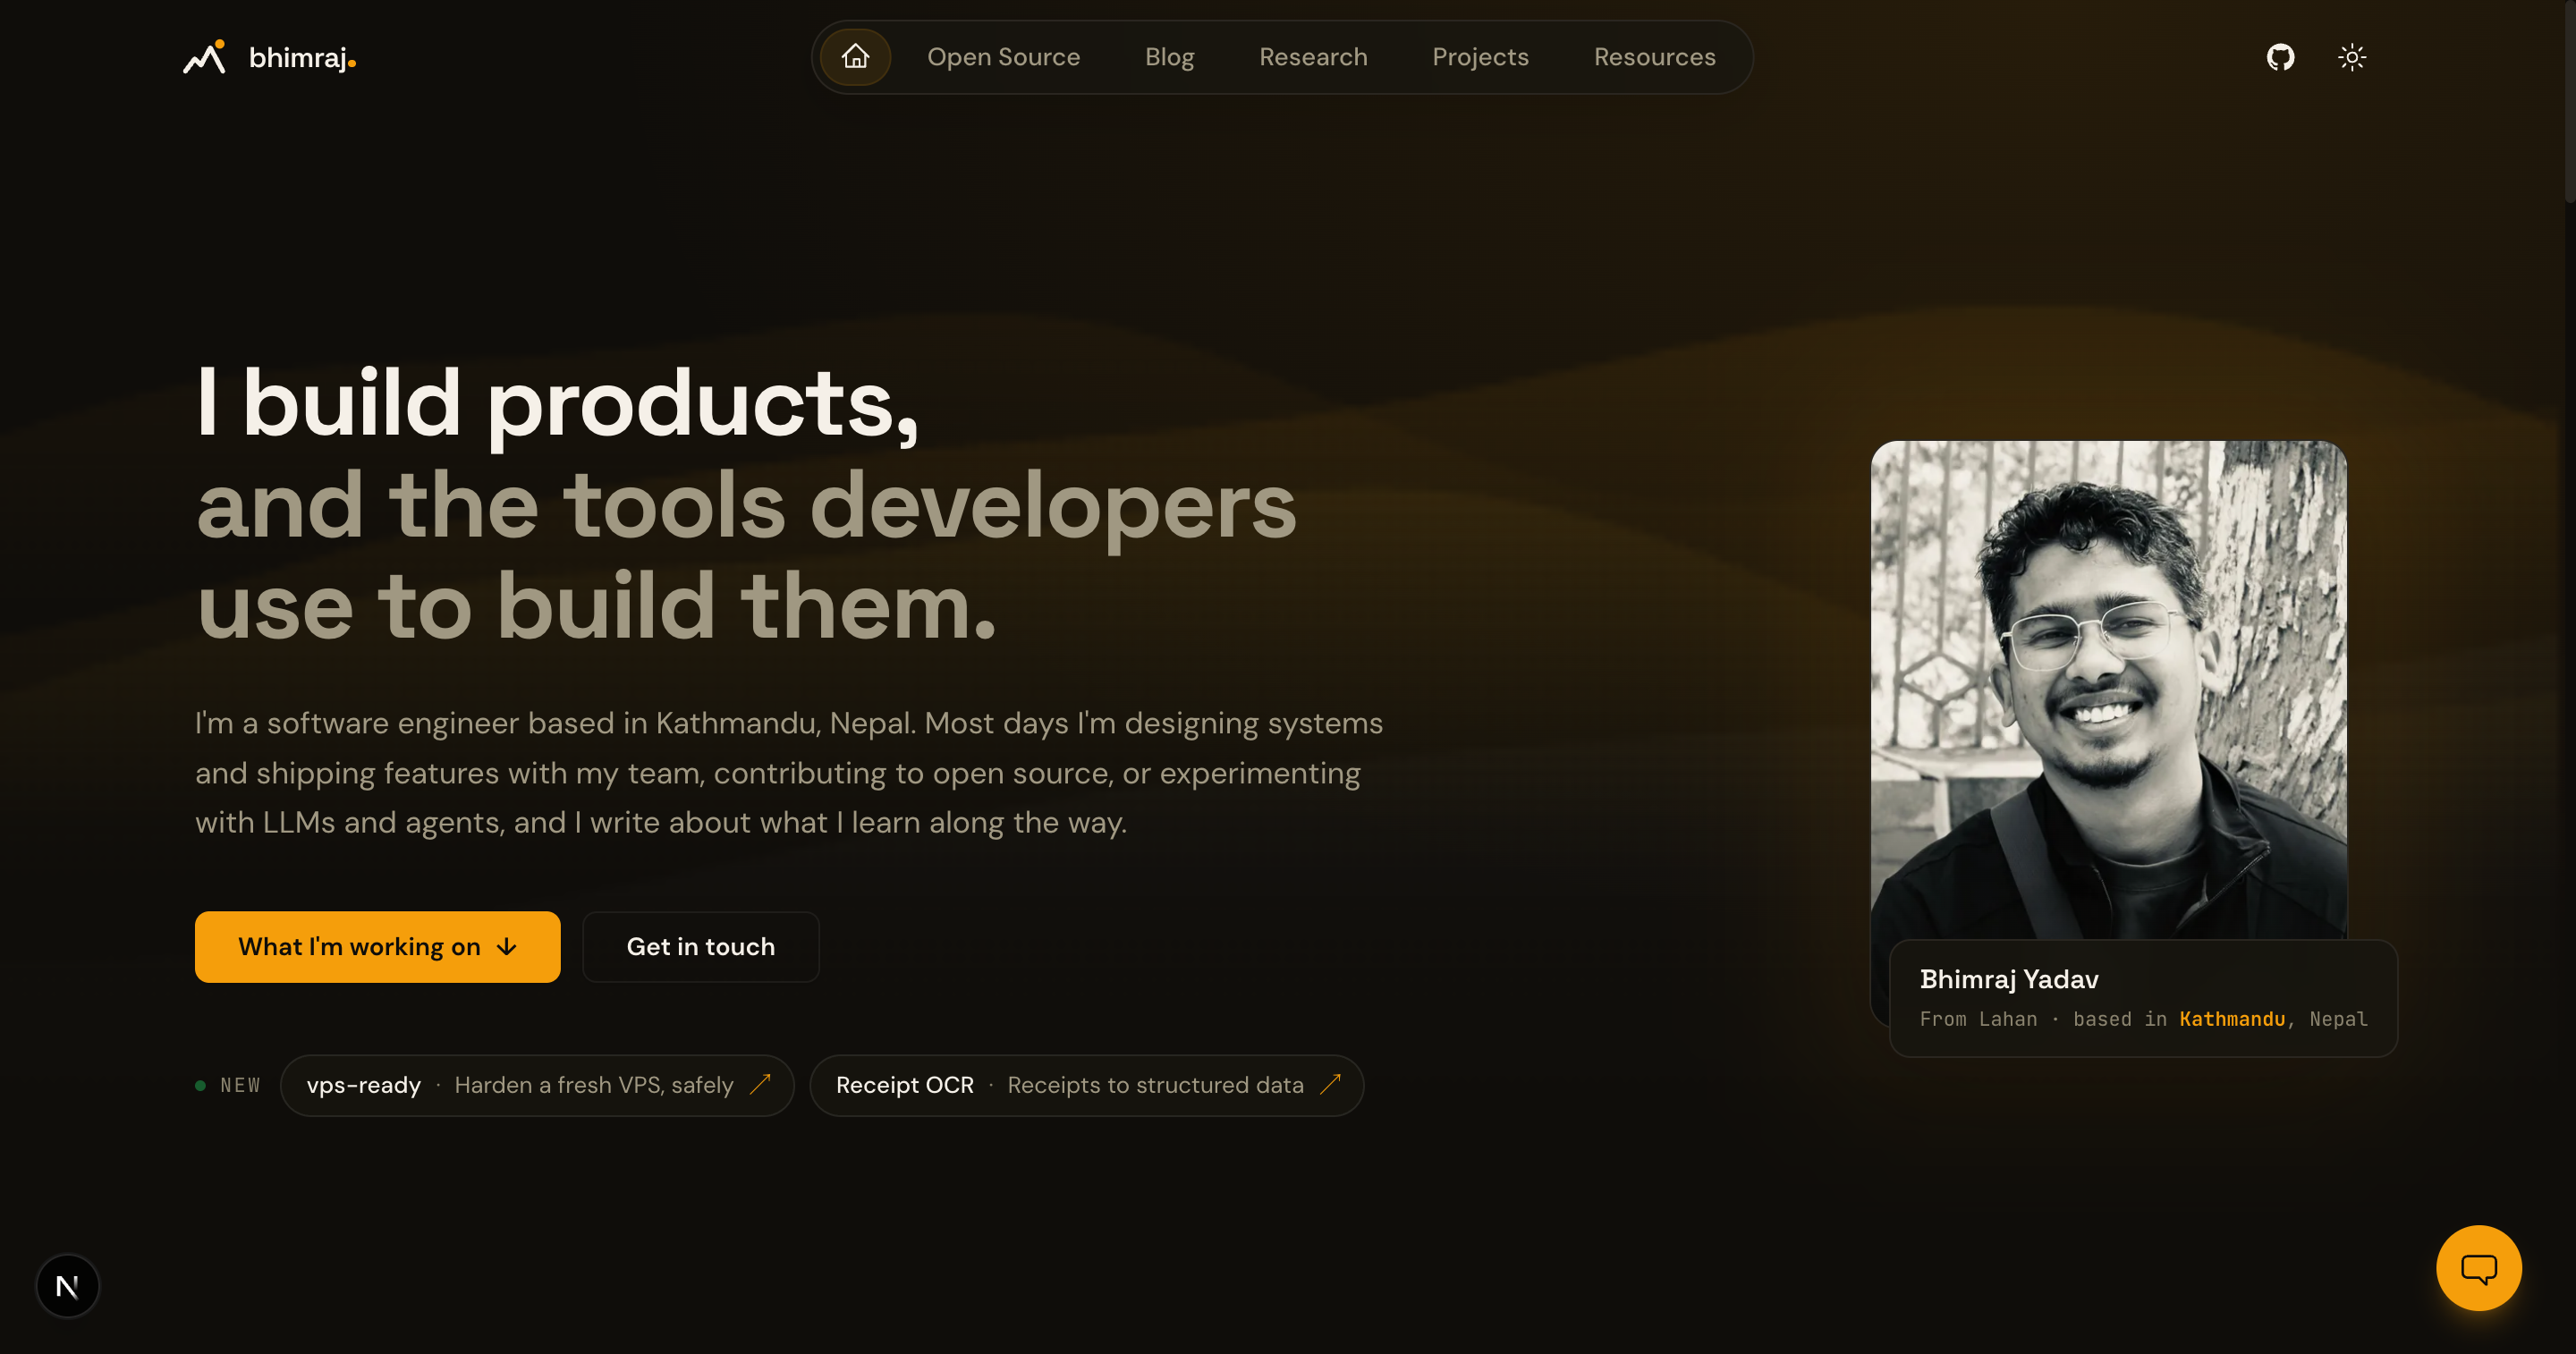 bhimraj.
Open Source
Blog
Research
Projects
Resources
I build products,
and the tools developers
use to build them.
I'm a software engineer based in Kathmandu, Nepal. Most days I'm designing systems
and shipping features with my team, contributing to open source, or experimenting
with LLMs and agents, and I write about what I learn along the way.
What I'm working on ↓
Get in touch
Bhimraj Yadav
From Lahan · based in Kathmandu, Nepal
NEW
vps-ready · Harden a fresh VPS, safely ↗
Receipt OCR · Receipts to structured data ↗
N